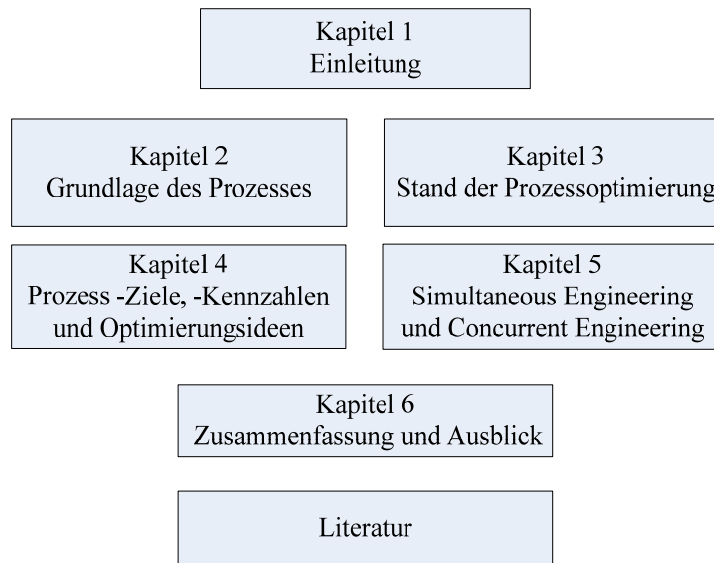 Kapitel 1
Einleitung
Kapitel 2
Grundlage des Prozesses
Kapitel 3
Stand der Prozessoptimierung
Kapitel 4
Prozess -Ziele, -Kennzahlen
und Optimierungsideen
Kapitel 5
Simultaneous Engineering
und Concurrent Engineering
Kapitel 6
Zusammenfassung und Ausblick
Literatur